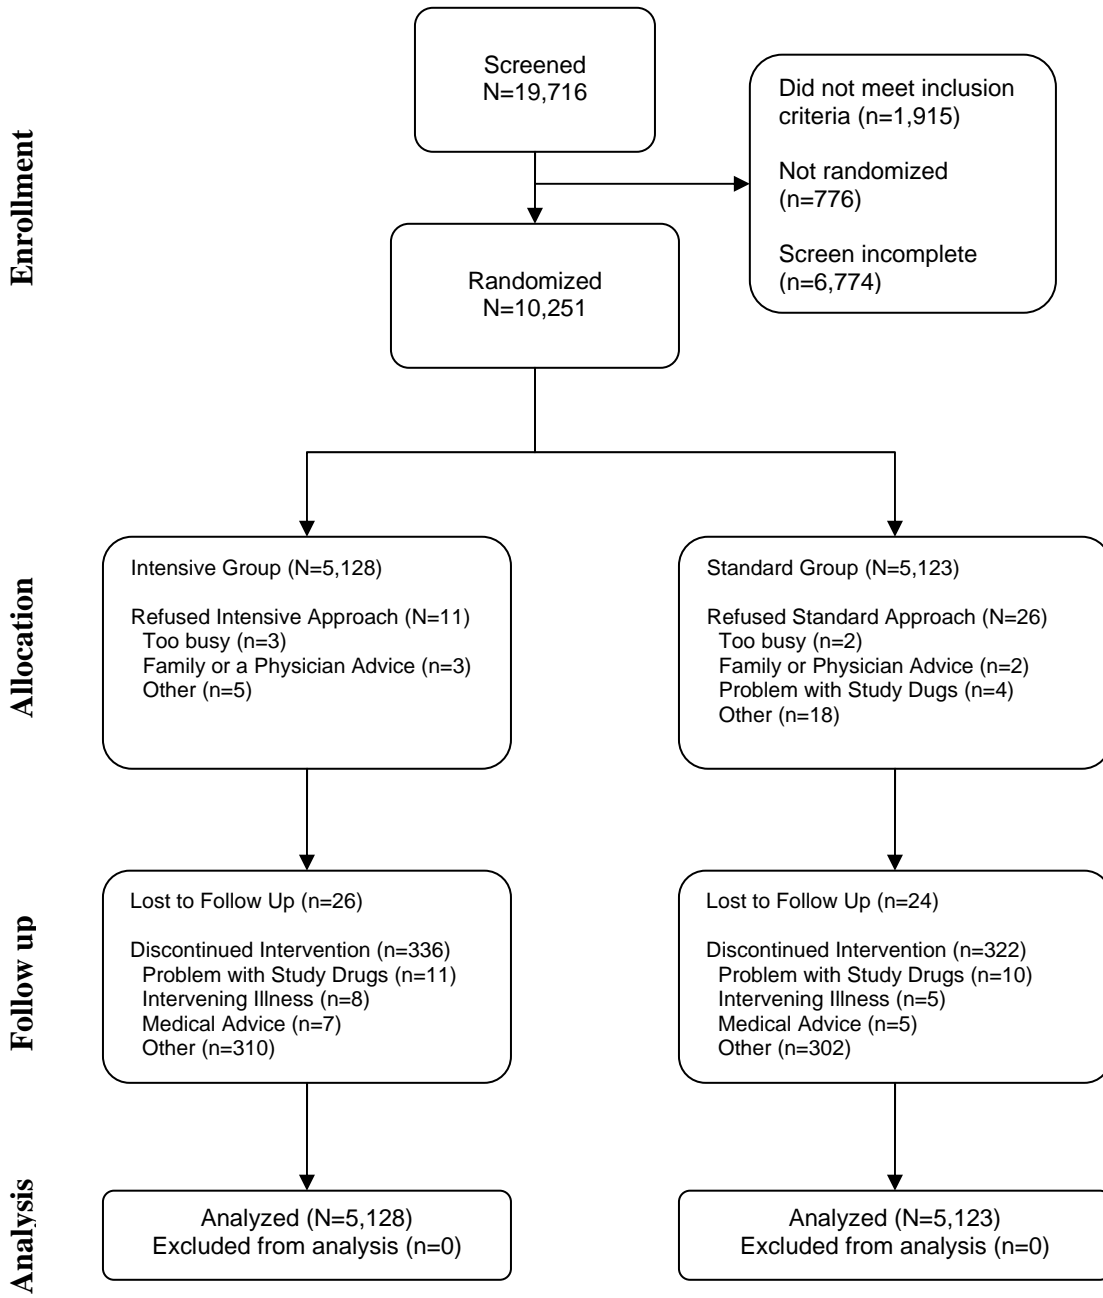 Enrollment
Screened
N=19,716
Did not meet inclusion
criteria (n=1,915)
Not randomized
(n=776)
Screen incomplete
(n=6,774)
Randomized
N=10,251
Allocation
Intensive Group (N=5,128)
Refused Intensive Approach (N=11)
Too busy (n=3)
Family or a Physician Advice (n=3)
Other (n=5)
Standard Group (N=5,123)
Refused Standard Approach (N=26)
Too busy (n=2)
Family or Physician Advice (n=2)
Problem with Study Dugs (n=4)
Other (n=18)
Follow up
Lost to Follow Up (n=26)
Discontinued Intervention (n=336)
Problem with Study Drugs (n=11)
Intervening Illness (n=8)
Medical Advice (n=7)
Other (n=310)
Lost to Follow Up (n=24)
Discontinued Intervention (n=322)
Problem with Study Drugs (n=10)
Intervening Illness (n=5)
Medical Advice (n=5)
Other (n=302)
Analysis
Analyzed (N=5,128)
Excluded from analysis (n=0)
Analyzed (N=5,123)
Excluded from analysis (n=0)